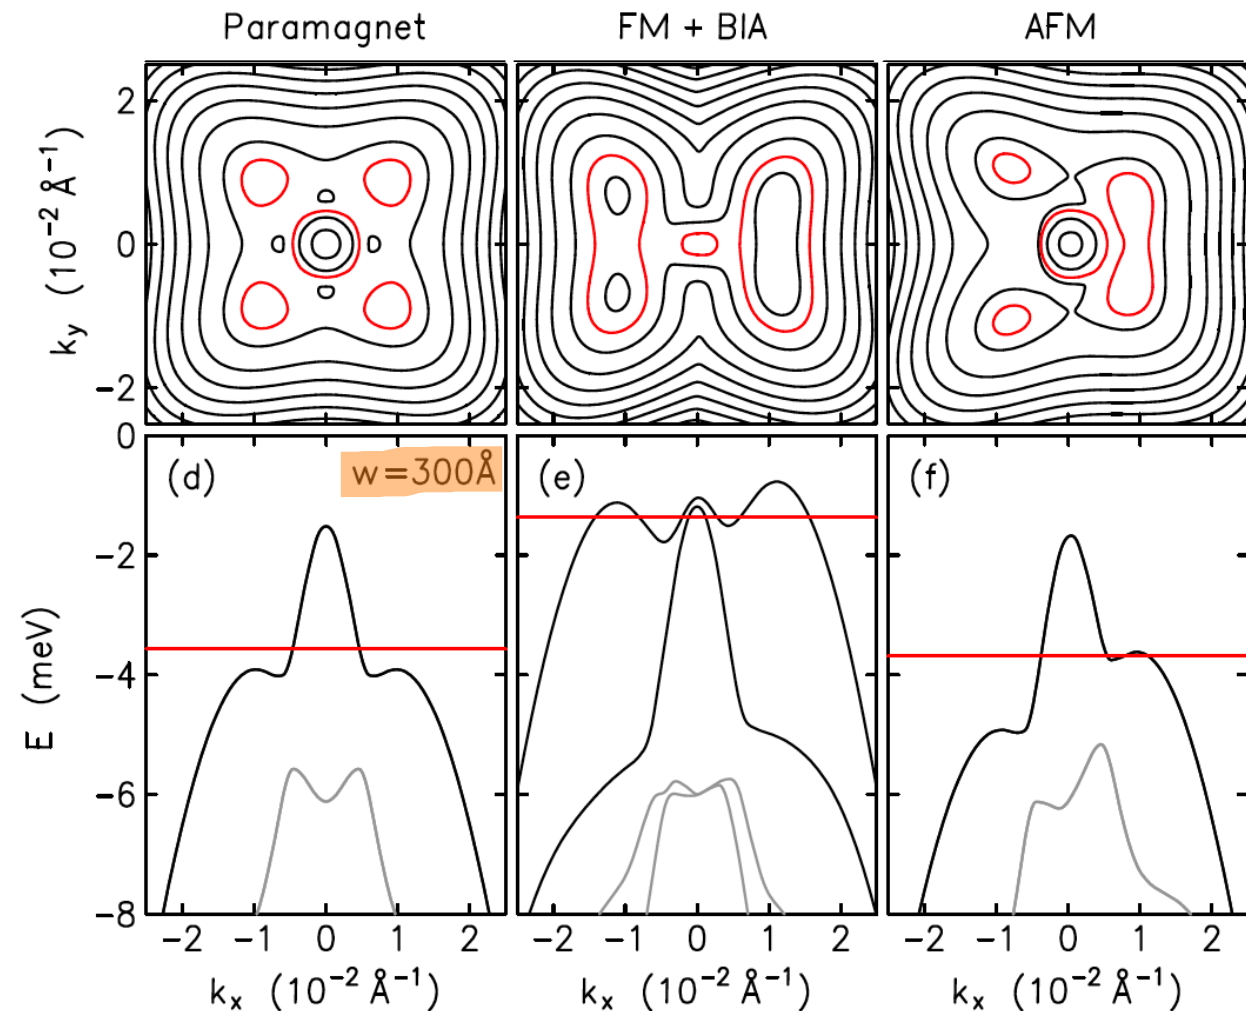 Paramagnet FM + BIA AFM
2
0
−2
k_y (10⁻² Å⁻¹)
0
−2
−4
−6
−8
E (meV)
(d) w=300Å (e) (f)
−2 −1 0 1 2 −2 −1 0 1 2 −2 −1 0 1 2
k_x (10⁻² Å⁻¹) k_x (10⁻² Å⁻¹) k_x (10⁻² Å⁻¹)